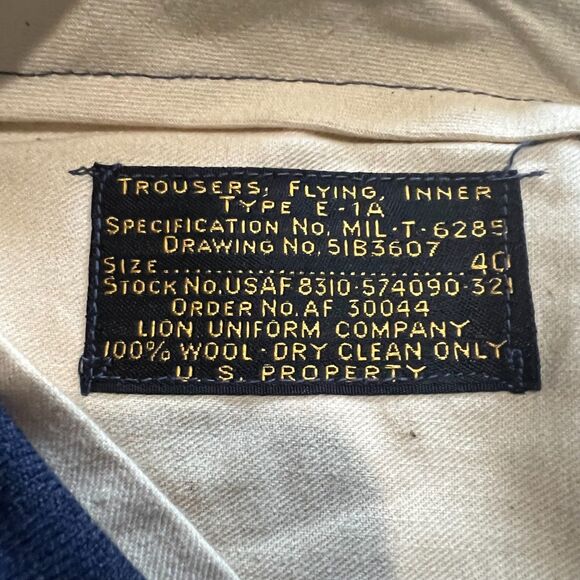 TROUSERS, FLYING, INNER
TYPE E-1A
SPECIFICATION NO. MIL-T-6285
DRAWING NO. 51B3607
SIZE.......................................40
STOCK NO. USAF 8310-574090-321
ORDER NO. AF 30044
LION UNIFORM COMPANY
100% WOOL-DRY CLEAN ONLY
U.S. PROPERTY